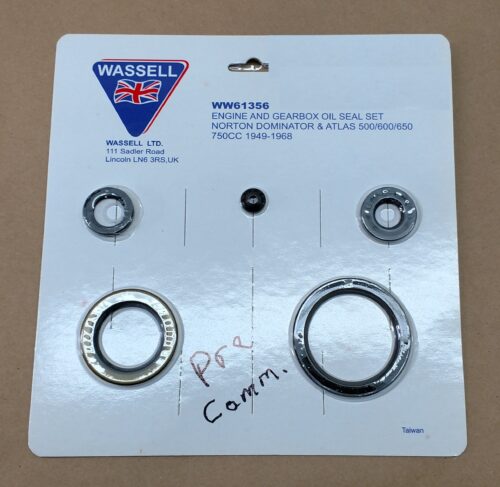 WASSELL
WASSELL LTD.
111 Sadler Road
Lincoln LN6 3RS,UK
WW61356
ENGINE AND GEARBOX OIL SEAL SET
NORTON DOMINATOR & ATLAS 500/600/650
750CC 1949-1968
Pre
Comm.
Taiwan